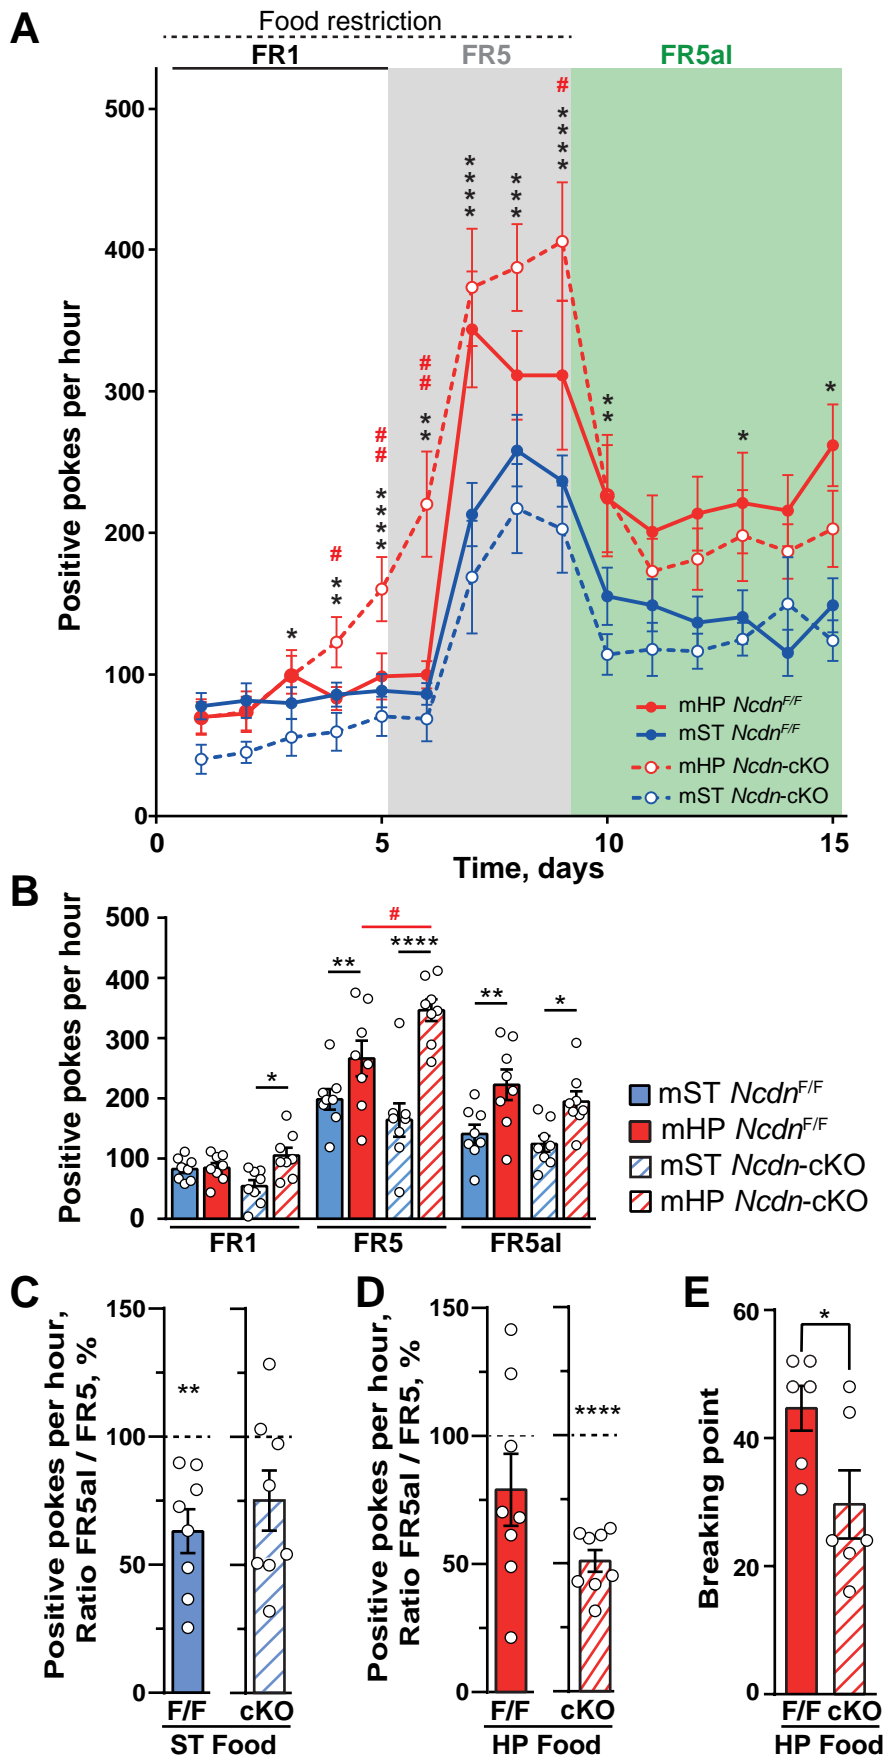 A
Food restriction
FR1
FR5
FR5al
Positive pokes per hour
500
400
300
200
100
0
#
****
***
****
##
**
##
****
#
**
*
**
*
*
mHP Ncdn^F/F
mST Ncdn^F/F
mHP Ncdn-cKO
mST Ncdn-cKO
0
5
10
15
Time, days
B
Positive pokes per hour
500
400
300
200
100
0
#
**
****
*
**
*
FR1
FR5
FR5al
mST Ncdn^F/F
mHP Ncdn^F/F
mST Ncdn-cKO
mHP Ncdn-cKO
C
Positive pokes per hour,
Ratio FR5al / FR5, %
150
100
50
0
**
F/F
cKO
ST Food
D
Positive pokes per hour,
Ratio FR5al / FR5, %
150
100
50
0
****
F/F
cKO
HP Food
E
Breaking point
60
40
20
0
*
F/F
cKO
HP Food